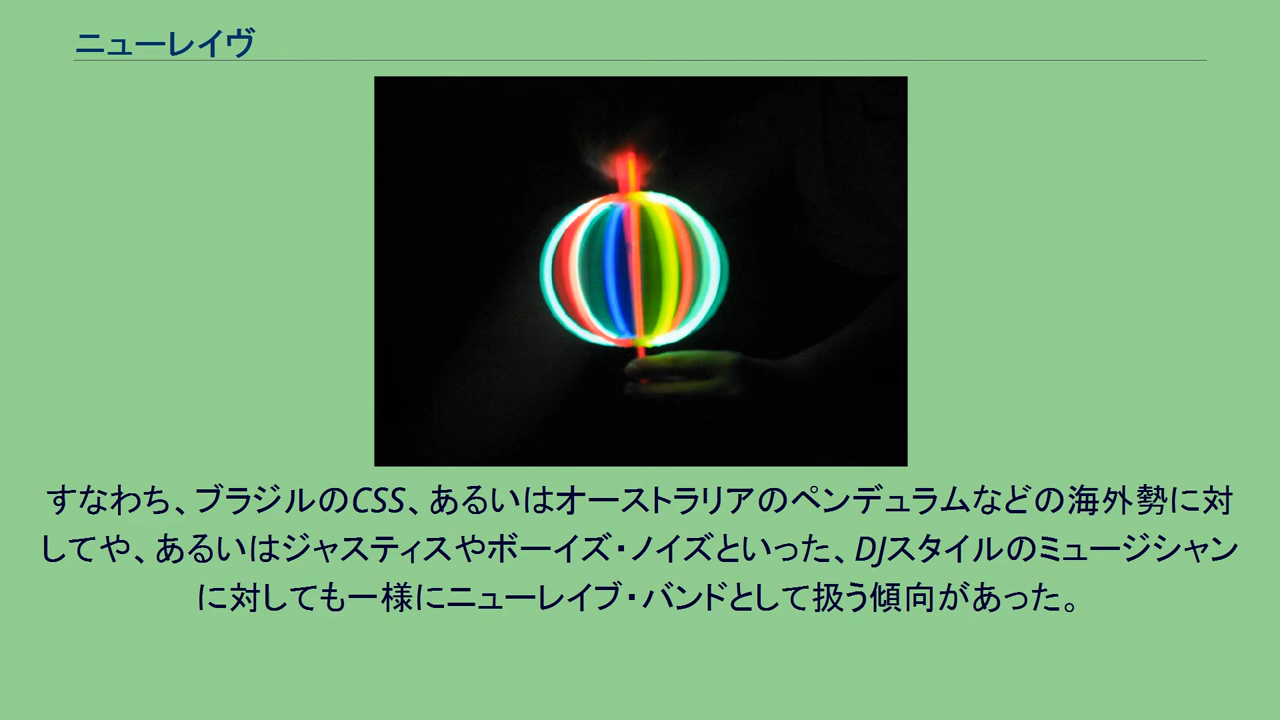 ニューレイヴ
すなわち、ブラジルのCSS、あるいはオーストラリアのペンデュラムなどの海外勢に対
してや、あるいはジャスティスやボーイズ・ノイズといった、DJスタイルのミュージシャン
に対しても一様にニューレイブ・バンドとして扱う傾向があった。